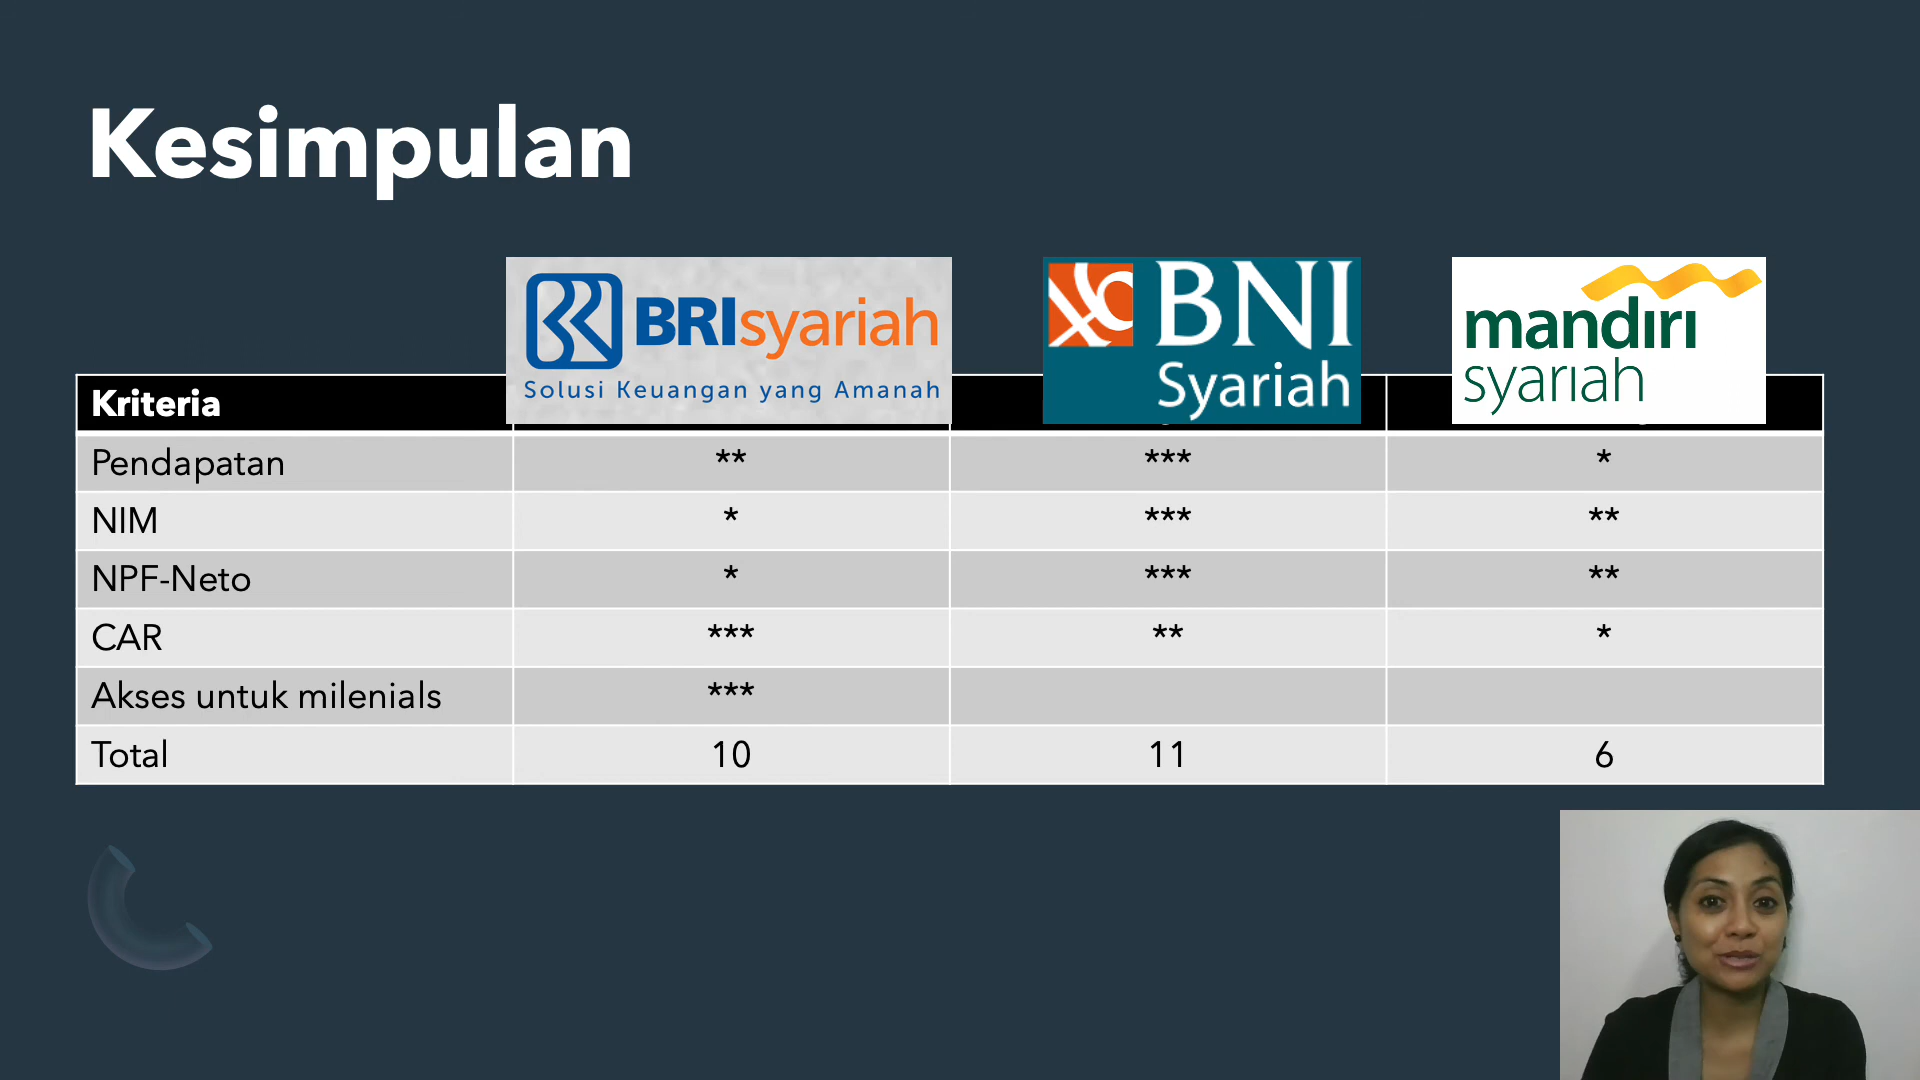 Kesimpulan
BRIsyariah
Solusi Keuangan yang Amanah
BNI
Syariah
mandiri
syariah
Kriteria
Pendapatan ** *** *
NIM * *** **
NPF-Neto * *** **
CAR *** ** *
Akses untuk milenials ***
Total 10 11 6